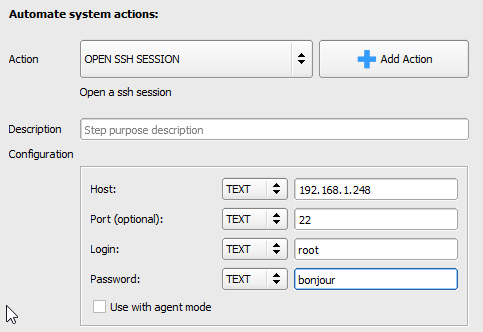 Automate system actions:
Action OPEN SSH SESSION Add Action
Open a ssh session
Description Step purpose description
Configuration
Host: TEXT 192.168.1.248
Port (optional): TEXT 22
Login: TEXT root
Password: TEXT bonjour
Use with agent mode